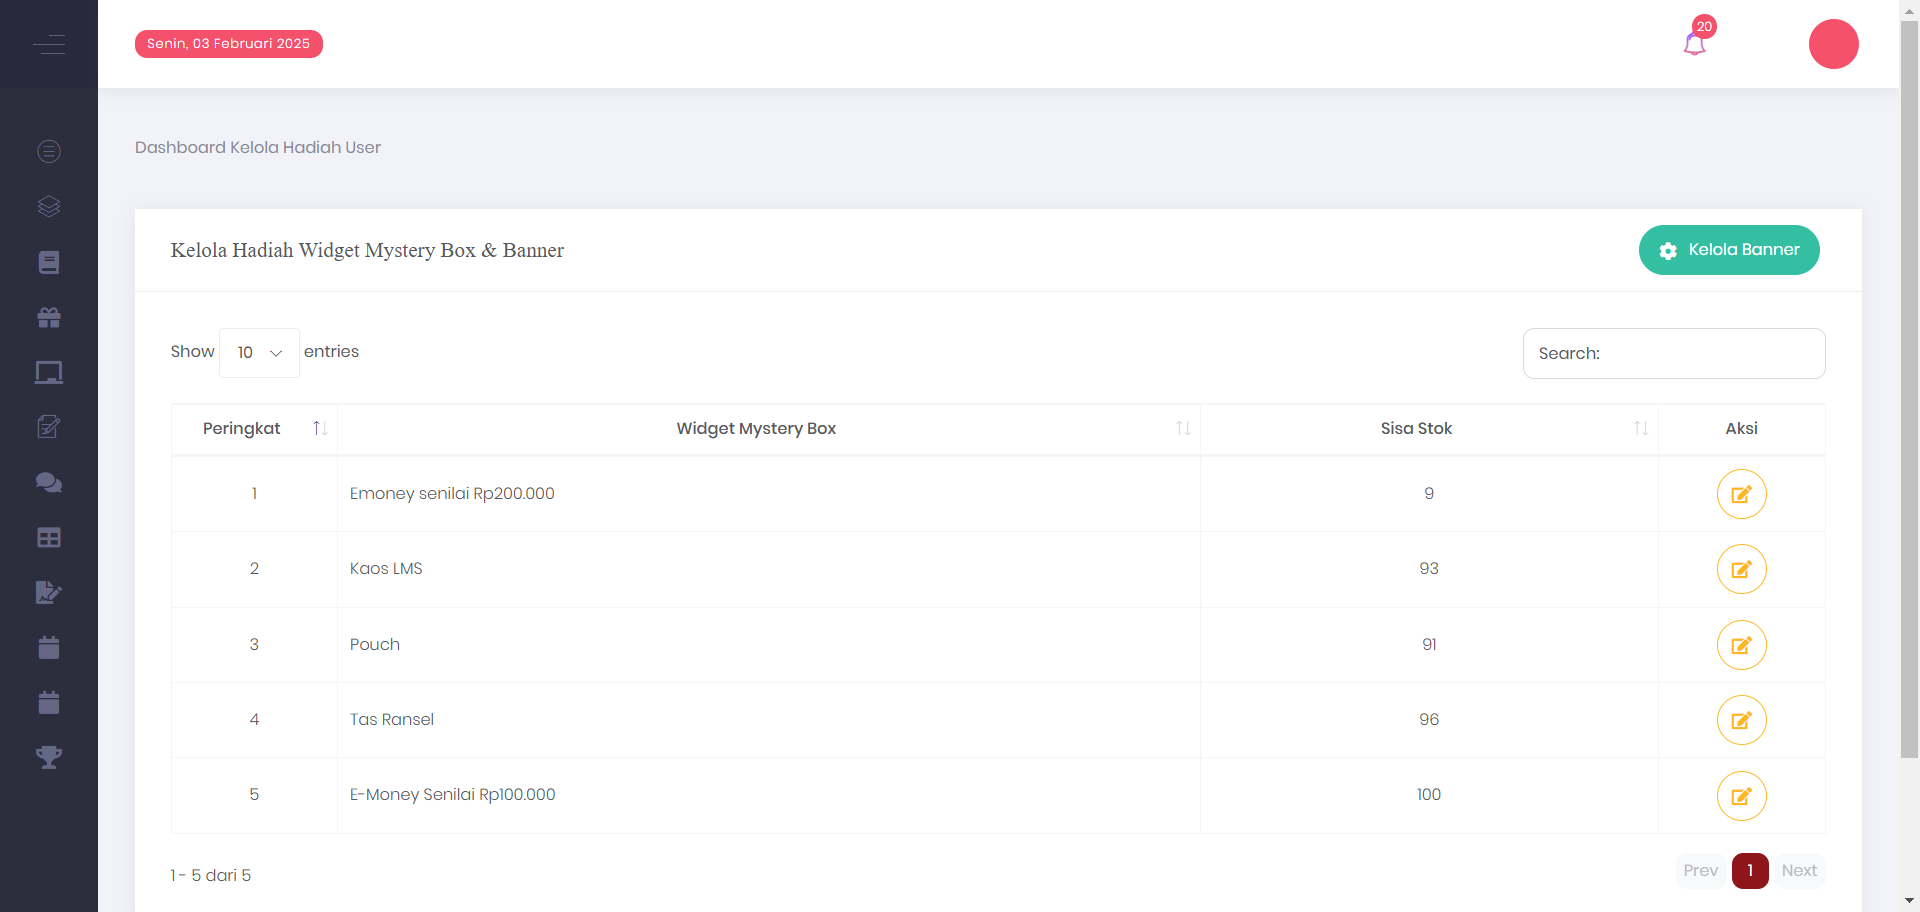 Senin, 03 Februari 2025
20
Dashboard Kelola Hadiah User
Kelola Hadiah Widget Mystery Box & Banner
Kelola Banner
Show 10 entries
Search:
Peringkat Widget Mystery Box Sisa Stok Aksi
1 Emoney senilai Rp200.000 9
2 Kaos LMS 93
3 Pouch 91
4 Tas Ransel 96
5 E-Money Senilai Rp100.000 100
1 - 5 dari 5
Prev 1 Next